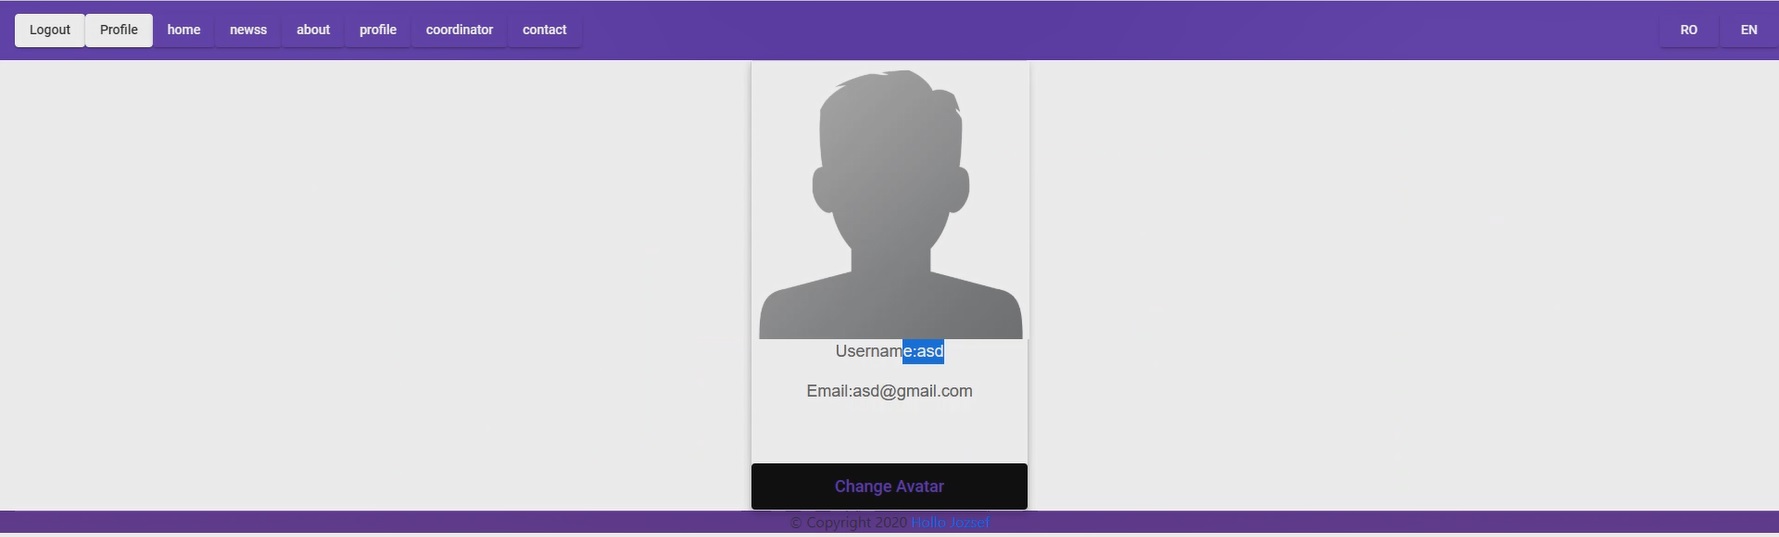 Logout Profile home newss about profile coordinator contact RO EN
Username:asd
Email:asd@gmail.com
Change Avatar
© Copyright 2020 Hollo Jozsef